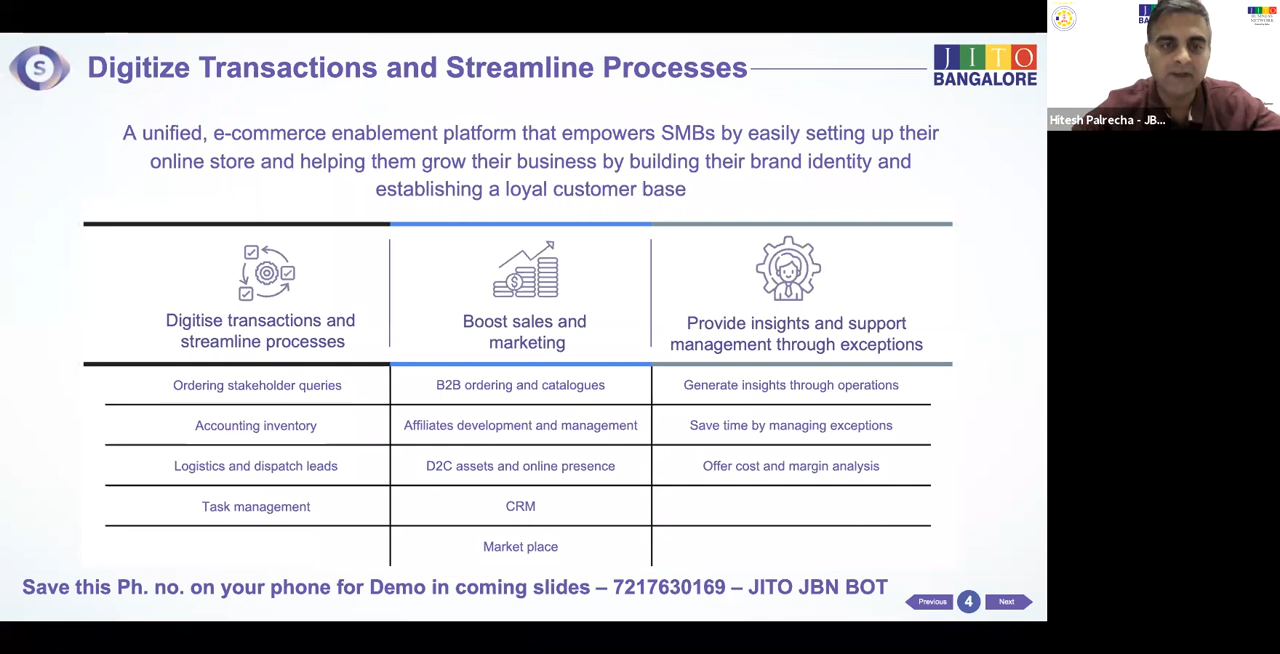 S
Digitize Transactions and Streamline Processes
JITO
BANGALORE
A unified, e-commerce enablement platform that empowers SMBs by easily setting up their
online store and helping them grow their business by building their brand identity and
establishing a loyal customer base
Digitise transactions and
streamline processes
Boost sales and
marketing
Provide insights and support
management through exceptions
Ordering stakeholder queries
B2B ordering and catalogues
Generate insights through operations
Accounting inventory
Affiliates development and management
Save time by managing exceptions
Logistics and dispatch leads
D2C assets and online presence
Offer cost and margin analysis
Task management
CRM
Market place
Save this Ph. no. on your phone for Demo in coming slides – 7217630169 – JITO JBN BOT
Previous
4
Next
Hitesh Palrecha - JB...